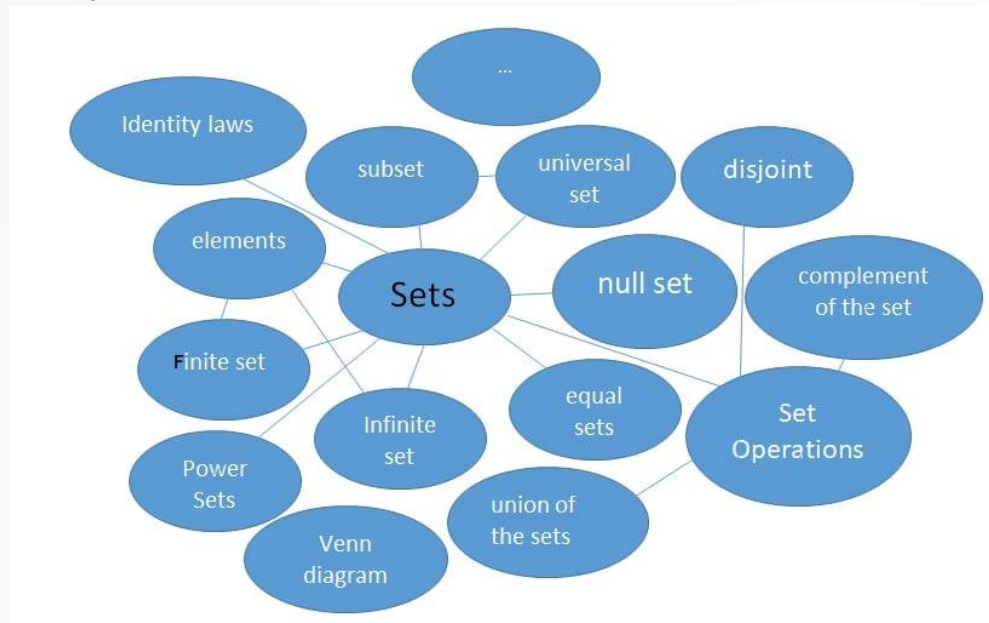 ...
Identity laws
subset
universal
set
disjoint
elements
Sets
null set
complement
of the set
Finite set
Infinite
set
equal
sets
Set
Operations
Power
Sets
union of
the sets
Venn
diagram